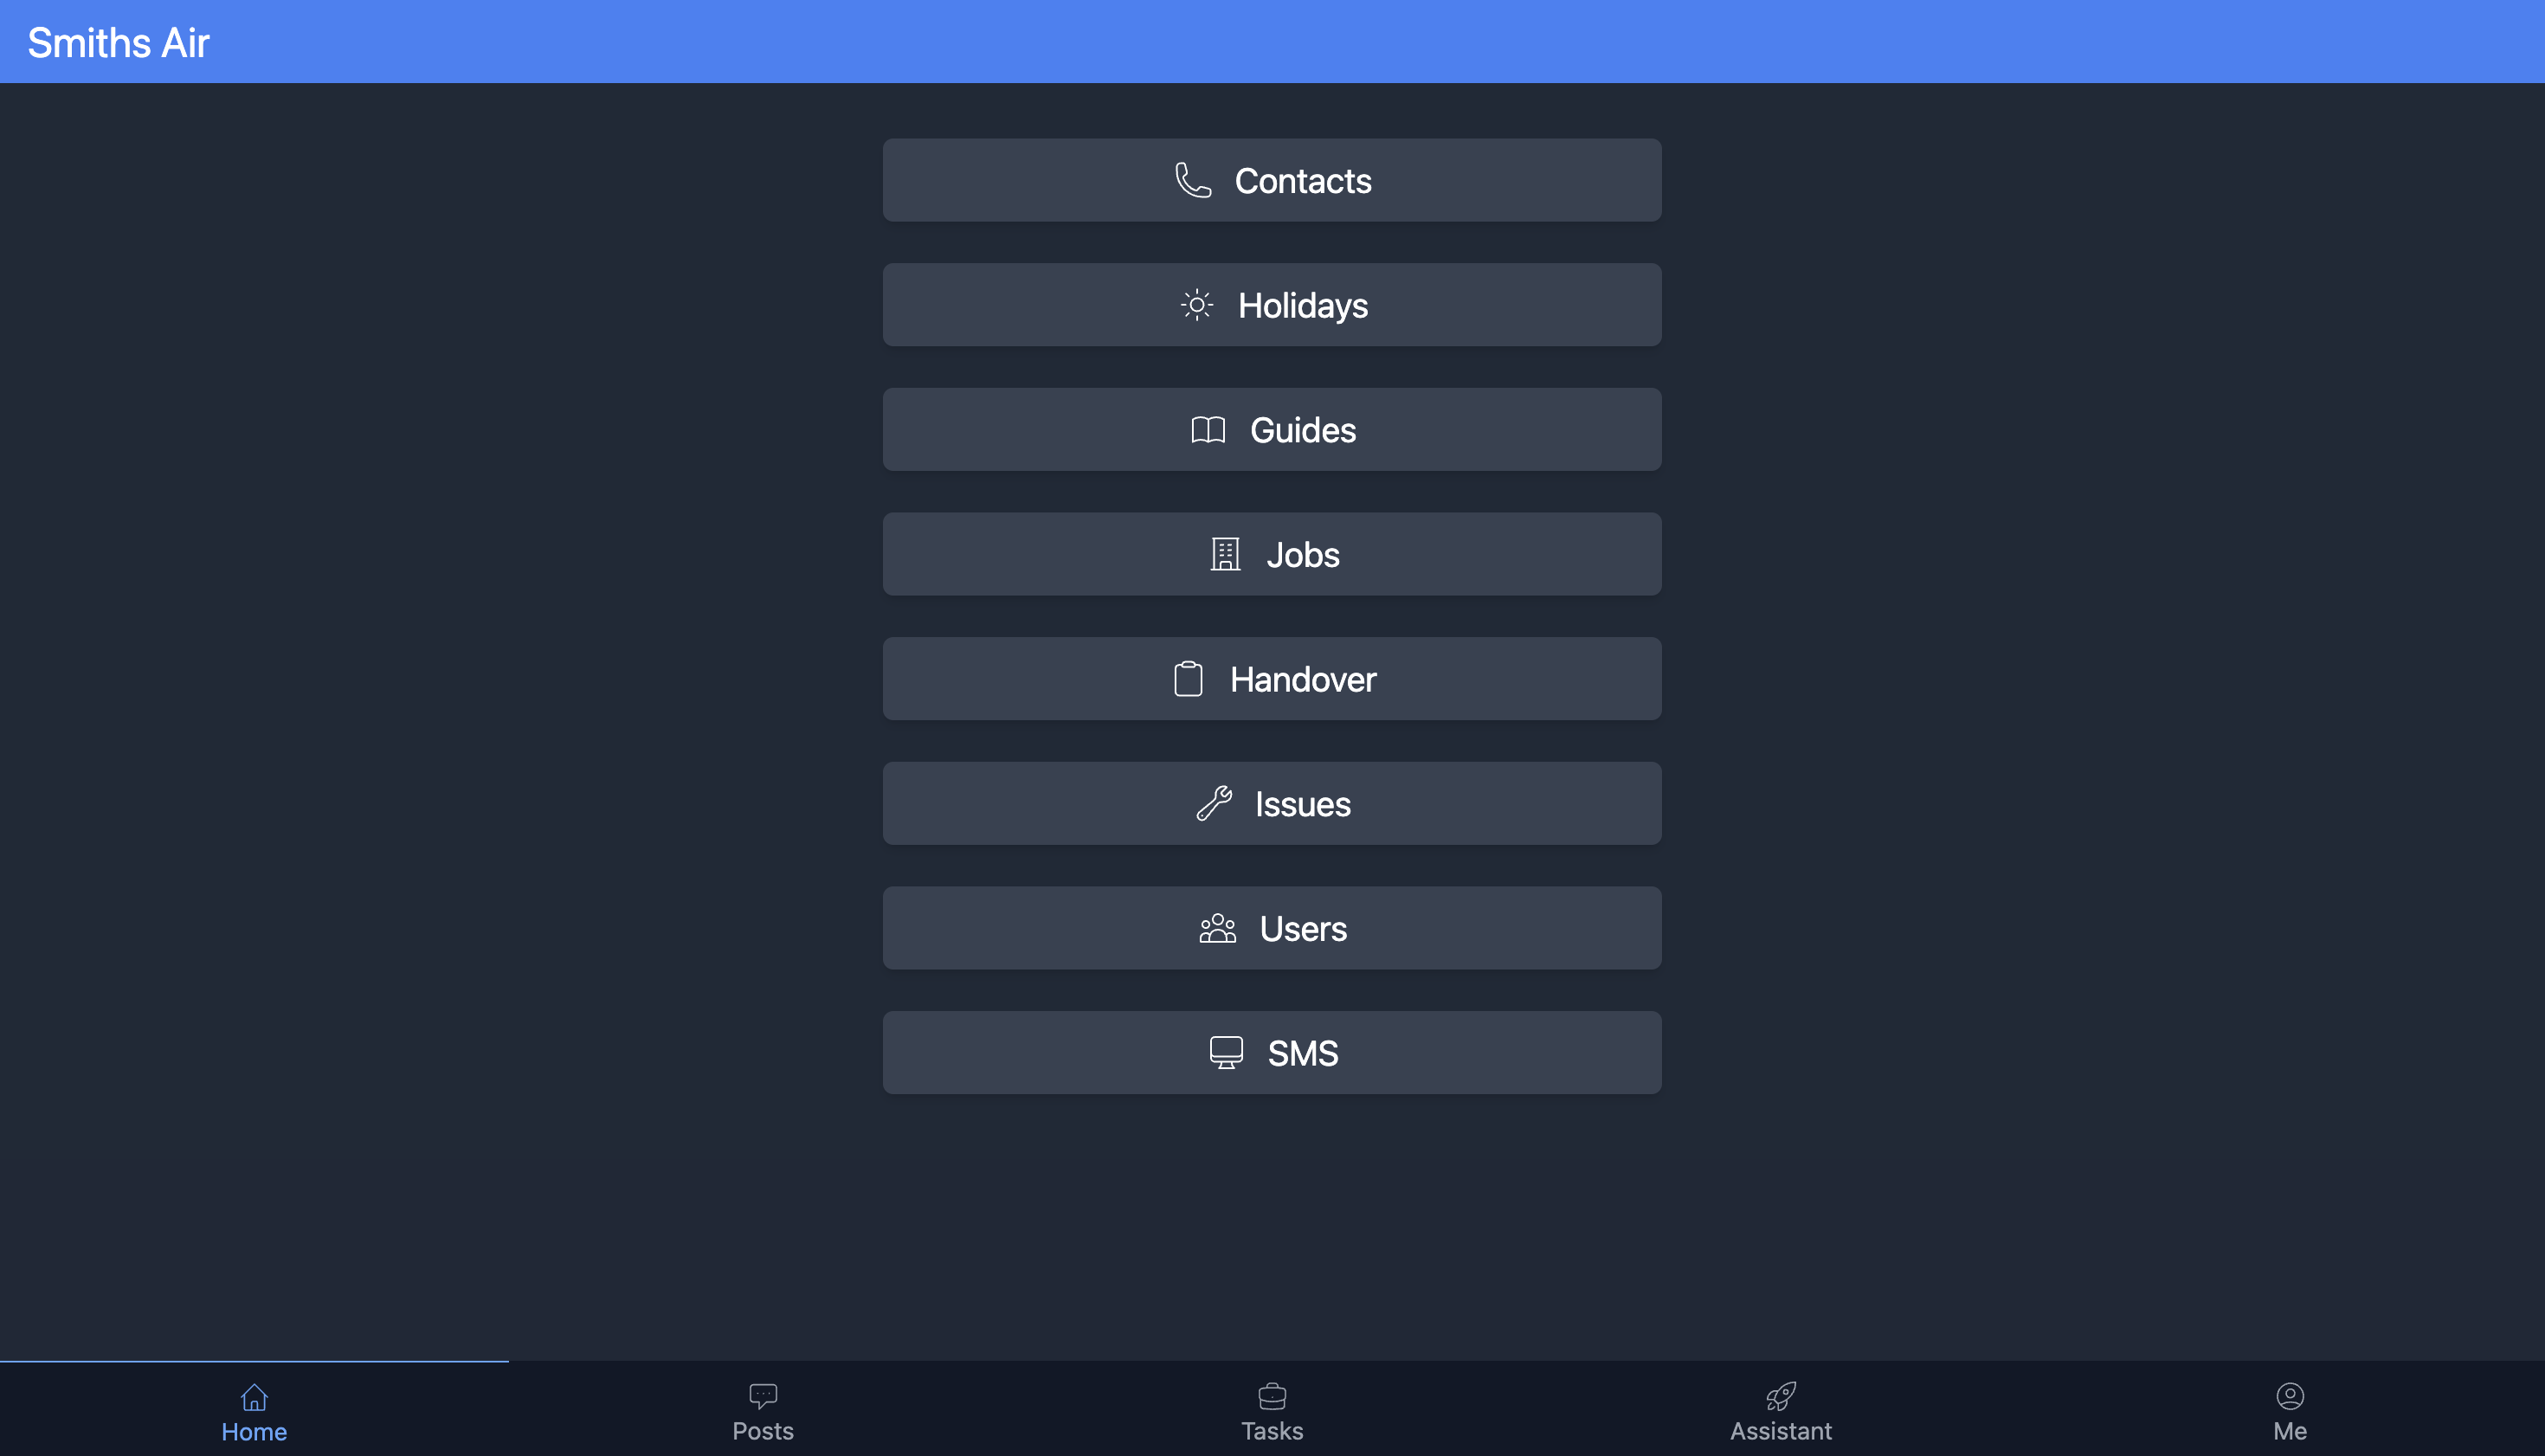 Smiths Air
Contacts
Holidays
Guides
Jobs
Handover
Issues
Users
SMS
Home
Posts
Tasks
Assistant
Me